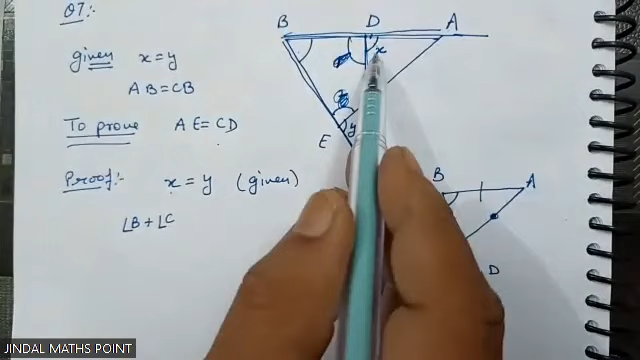 Q7:-
given x = y
AB = CB
To prove AE = CD
Proof:- x = y (given)
∠B + ∠C
B D A
x
E y
B A
D
JINDAL MATHS POINT